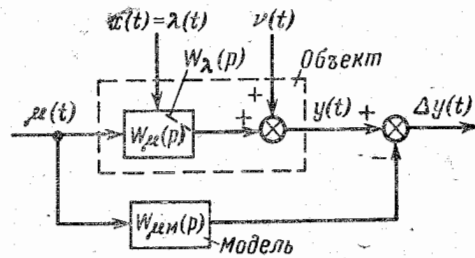 x(t)=λ(t) ν(t)
Wλ(p) Объект
+
μ(t) Wμ(p) + y(t) + Δy(t)
-
Wμм(p)
Модель